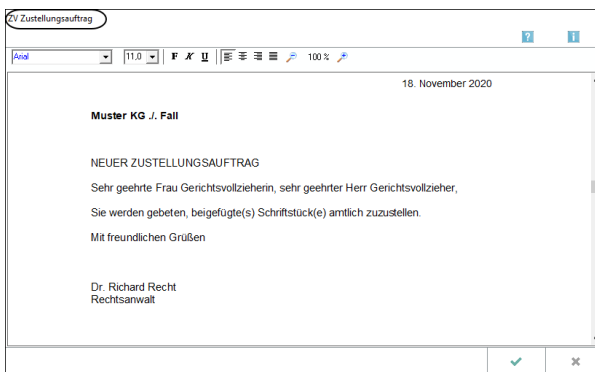 ZV Zustellungsauftrag
? i
Arial 11,0 F K U 100 %
18. November 2020
Muster KG ./. Fall
NEUER ZUSTELLUNGSAUFTRAG
Sehr geehrte Frau Gerichtsvollzieherin, sehr geehrter Herr Gerichtsvollzieher,
Sie werden gebeten, beigefügte(s) Schriftstück(e) amtlich zuzustellen.
Mit freundlichen Grüßen
Dr. Richard Recht
Rechtsanwalt